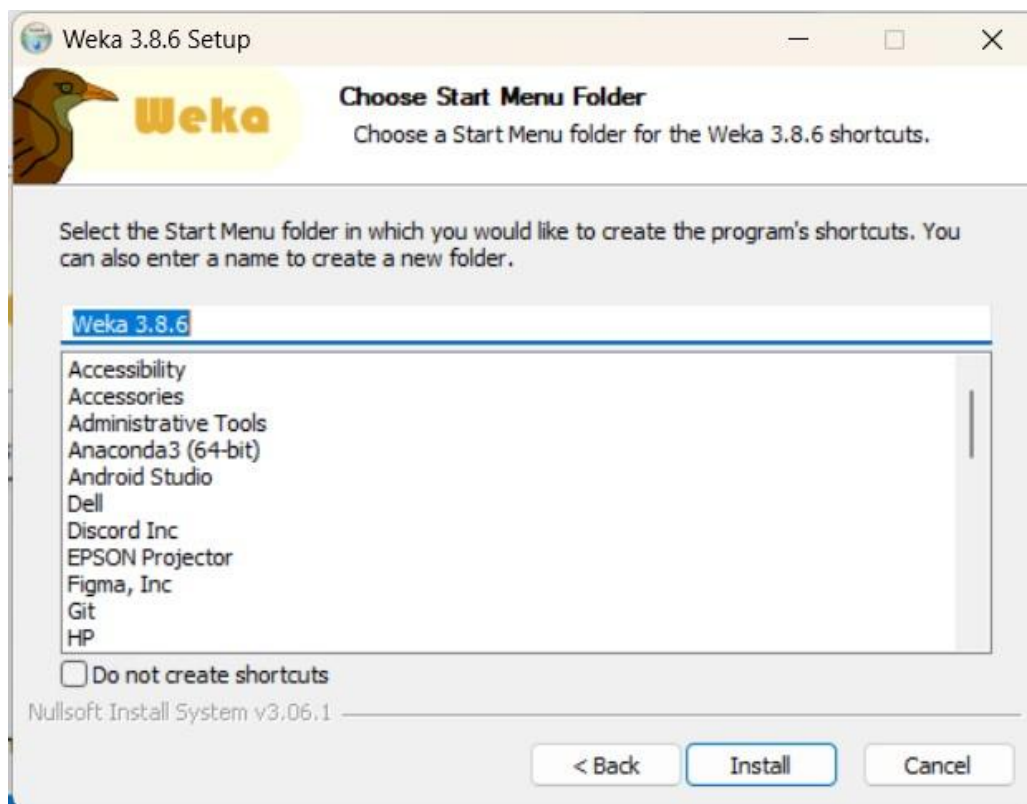 Weka 3.8.6 Setup
Weka
Choose Start Menu Folder
Choose a Start Menu folder for the Weka 3.8.6 shortcuts.
Select the Start Menu folder in which you would like to create the program's shortcuts. You
can also enter a name to create a new folder.
Weka 3.8.6
Accessibility
Accessories
Administrative Tools
Anaconda3 (64-bit)
Android Studio
Dell
Discord Inc
EPSON Projector
Figma, Inc
Git
HP
Do not create shortcuts
Nullsoft Install System v3.06.1
< Back Install Cancel